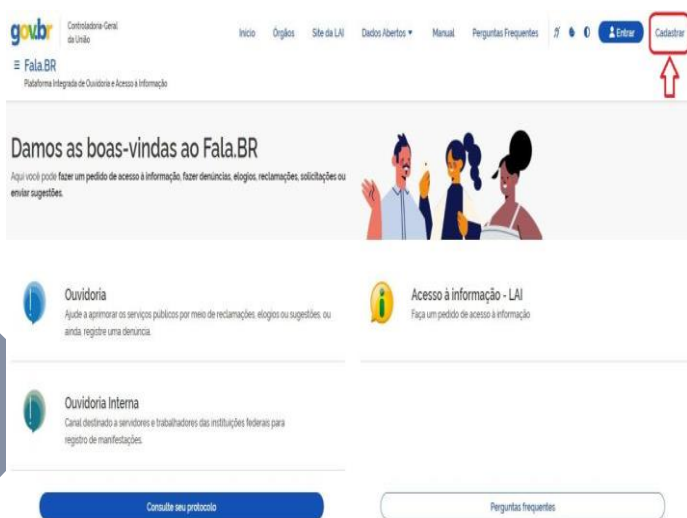 gov.br
Controladoria-Geral
da União
Início Órgãos Site da LAI Dados Abertos Manual Perguntas Frequentes Entrar Cadastrar
Fala.BR
Plataforma Integrada de Ouvidoria e Acesso à Informação
Damos as boas-vindas ao Fala.BR
Aqui você pode fazer um pedido de acesso à informação, fazer denúncias, elogios, reclamações, solicitações ou
enviar sugestões.
Ouvidoria
Ajude a aprimorar os serviços públicos por meio de reclamações, elogios ou sugestões, ou
ainda, registre uma denúncia.
Acesso à informação - LAI
Faça um pedido de acesso à informação
Ouvidoria Interna
Canal destinado a servidores e trabalhadores das instituições federais para
registro de manifestações.
Consulte seu protocolo
Perguntas frequentes